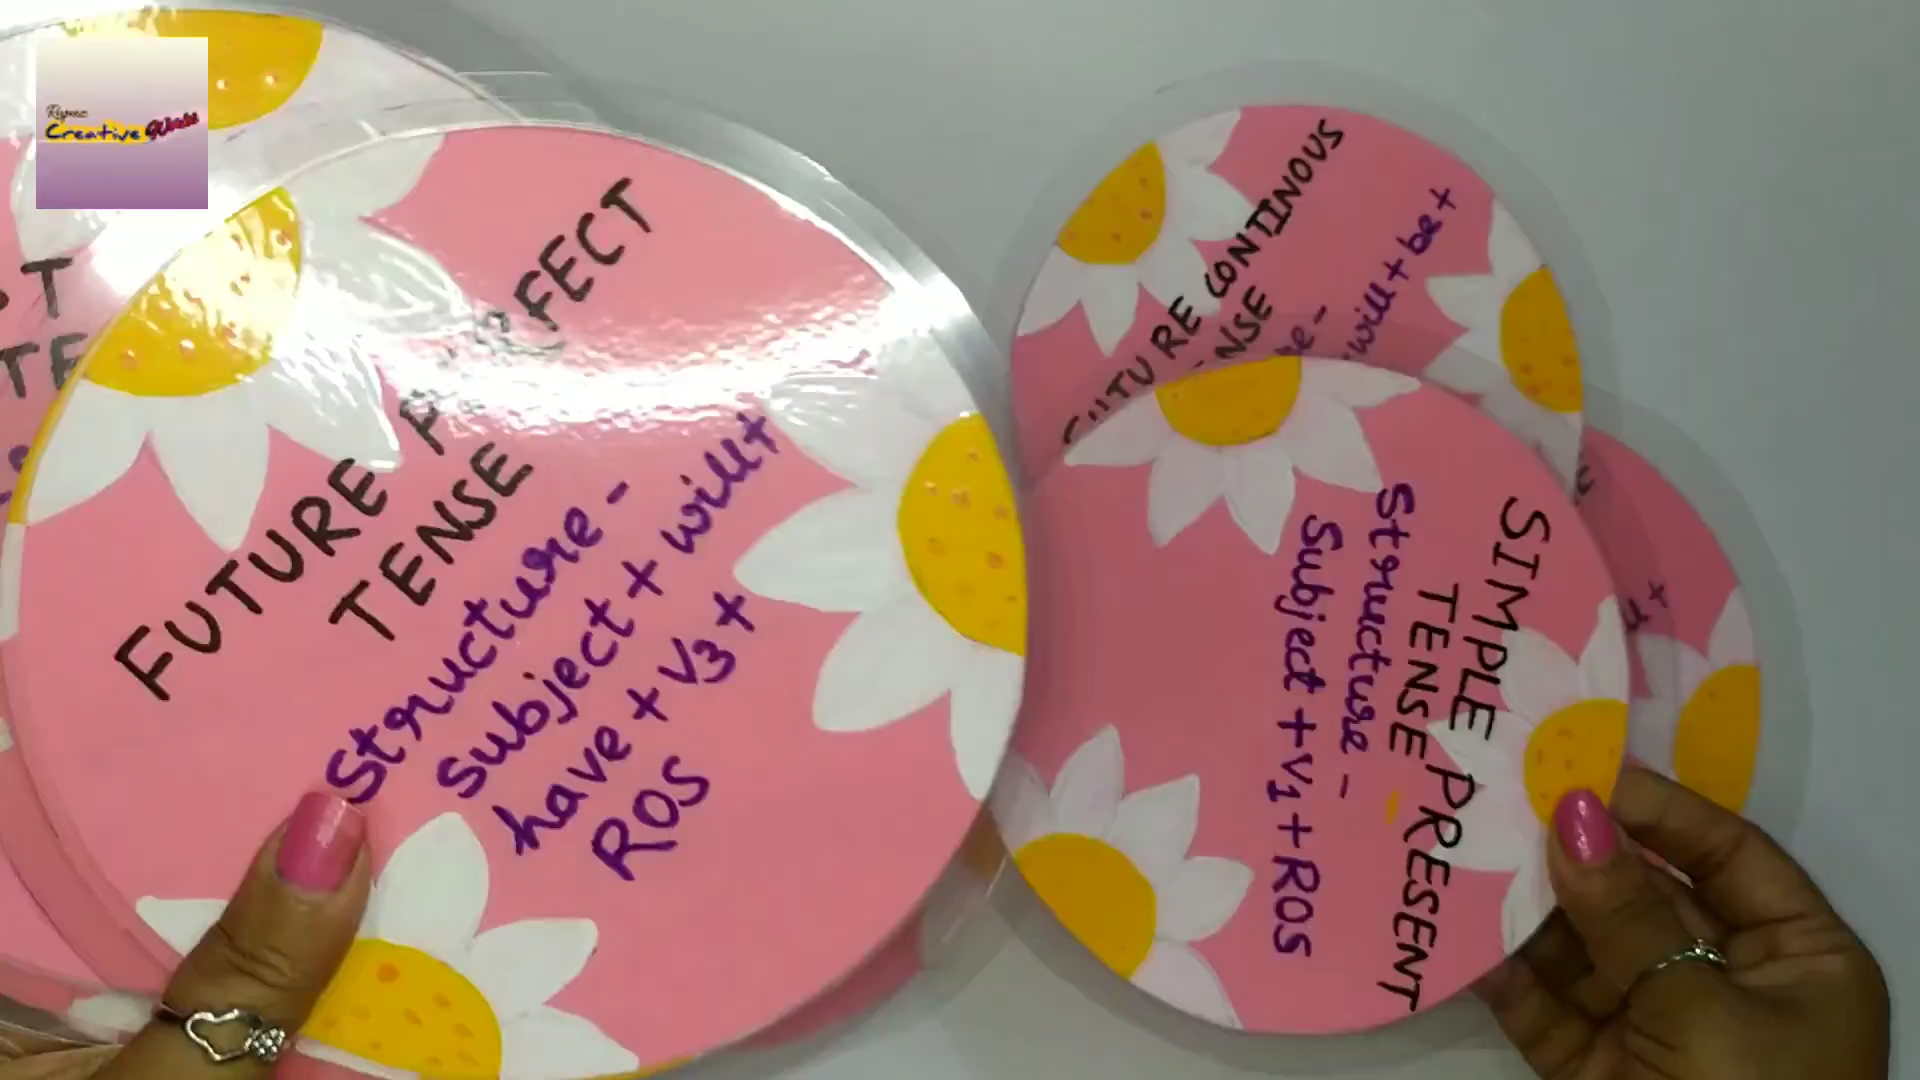 Creative
FUTURE PERFECT
TENSE
Structure -
Subject + will +
have + V3 +
ROS
FUTURE CONTINOUS
will + be +
SIMPLE PRESENT
TENSE -
Structure -
Subject + V1 + ROS